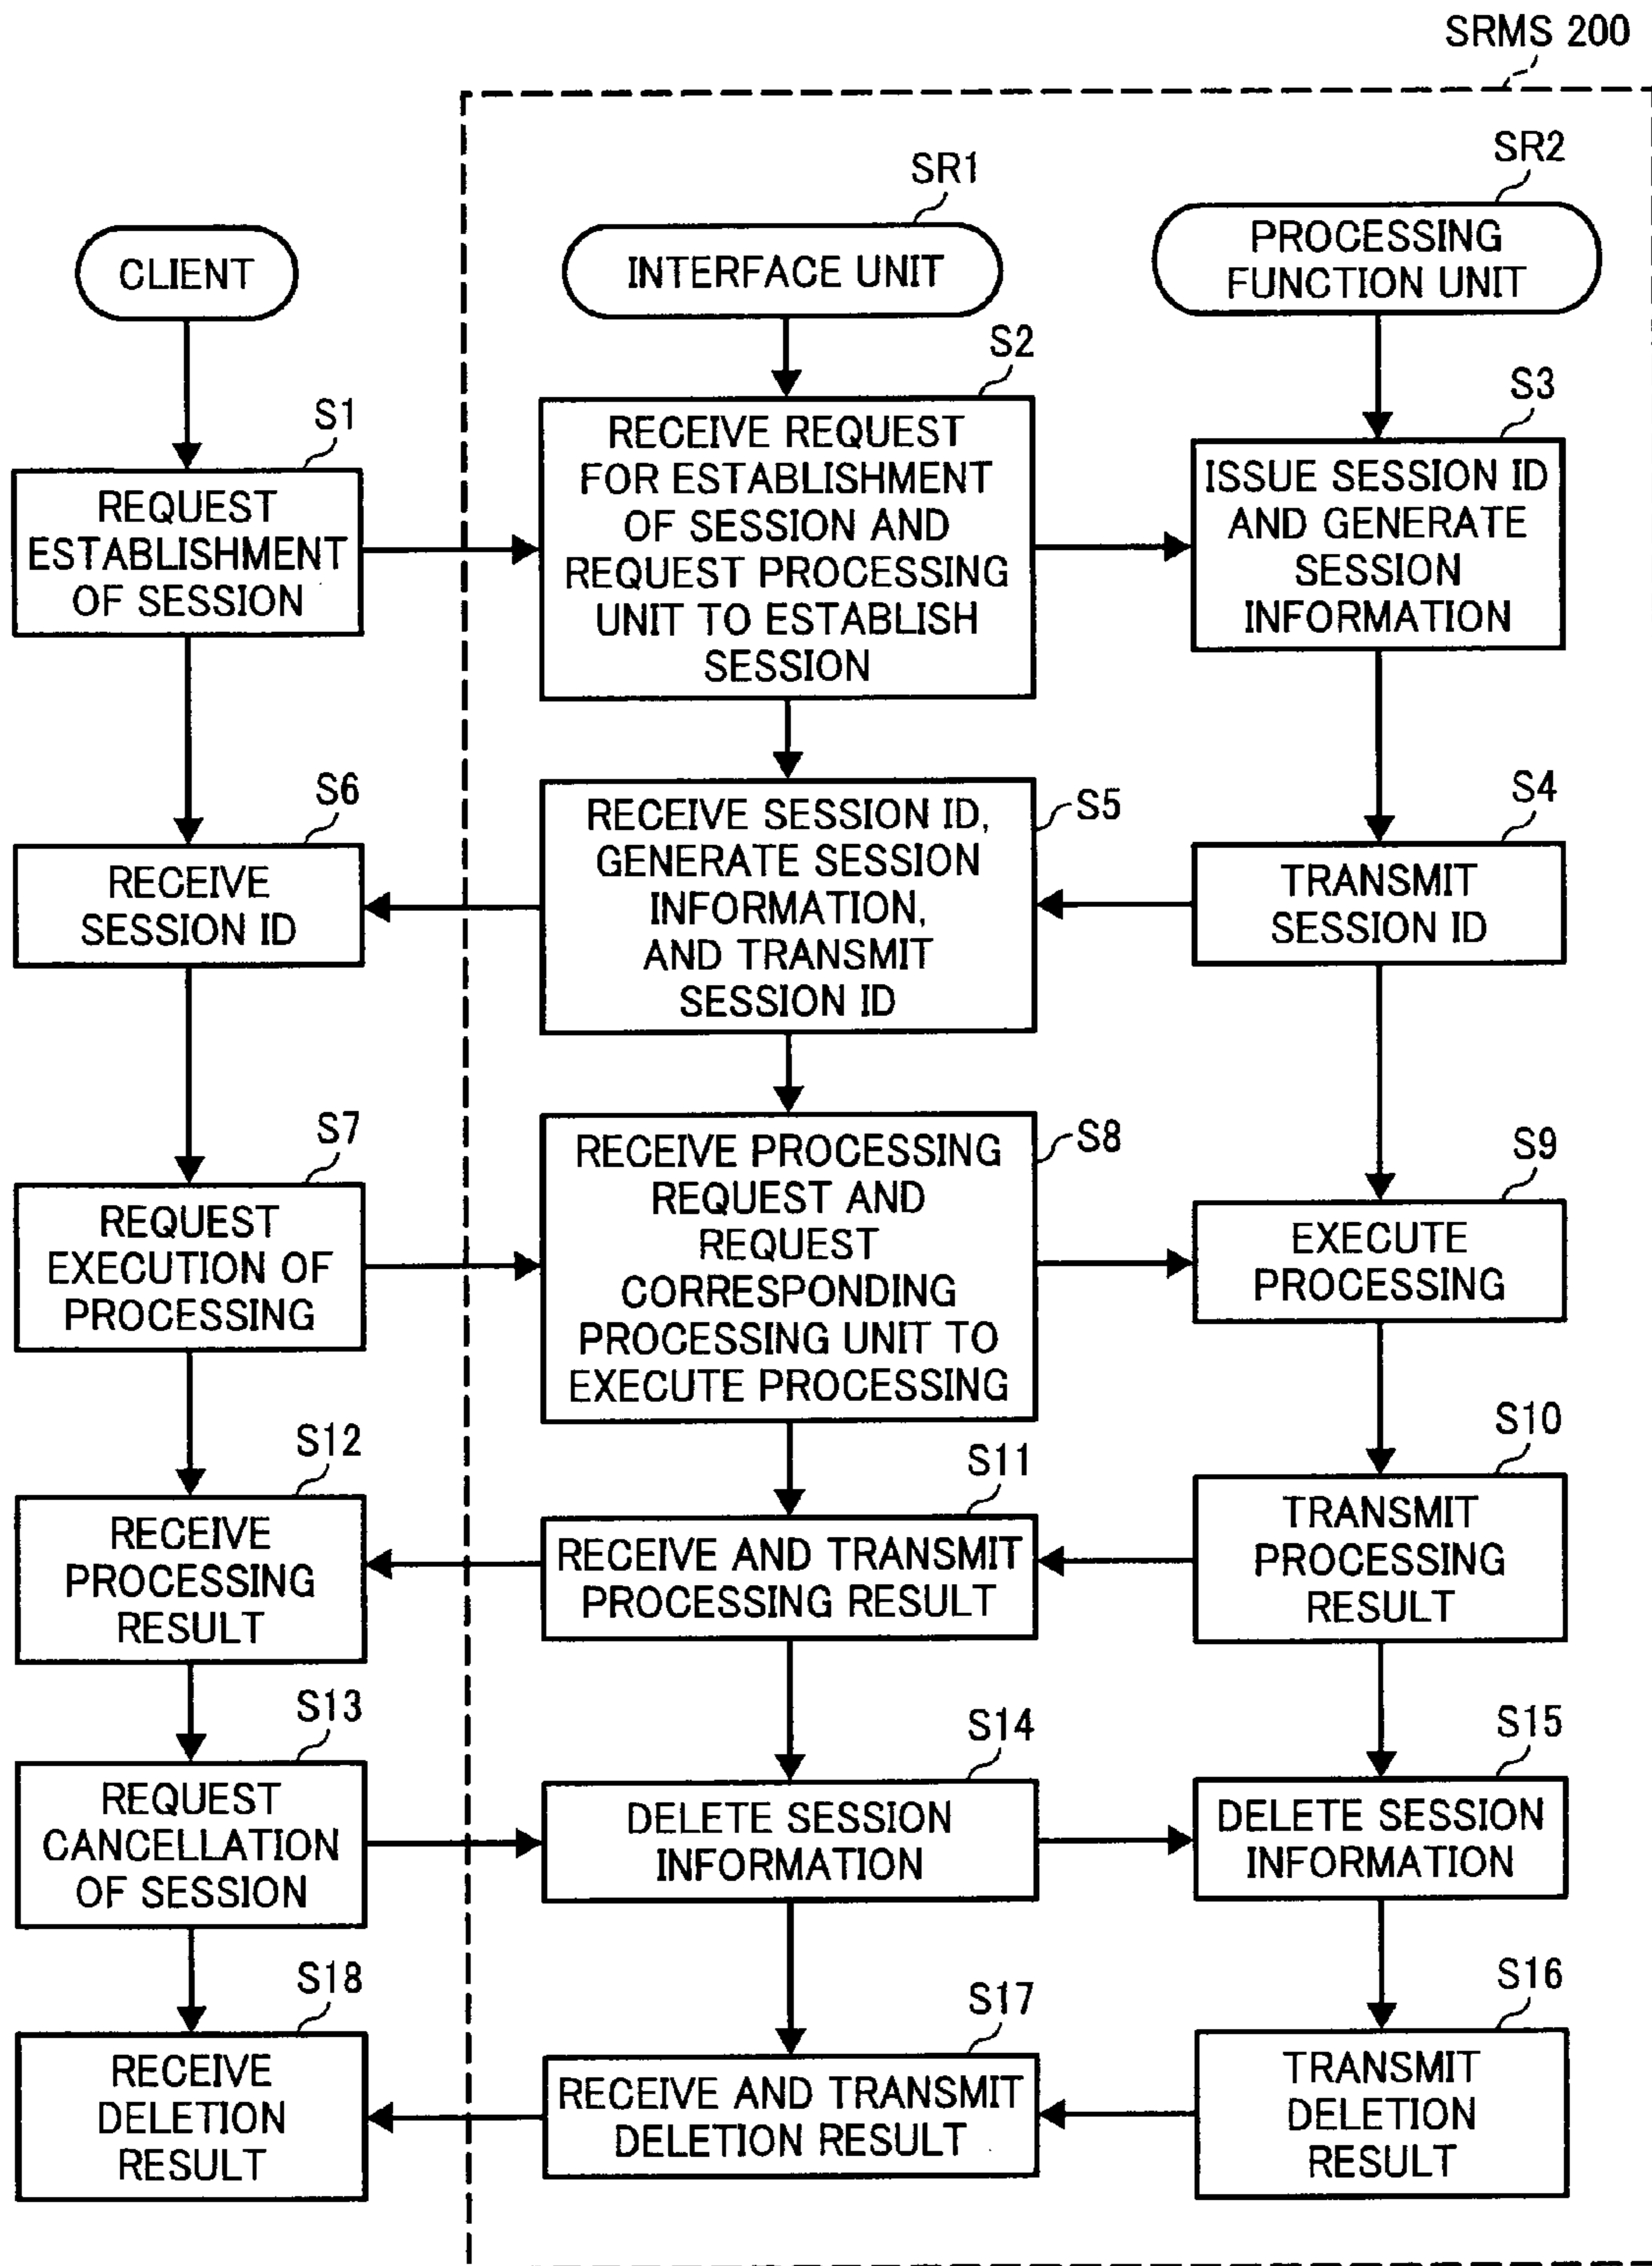 SRMS 200
SR1
SR2
CLIENT
INTERFACE UNIT
PROCESSING
FUNCTION UNIT
S1
REQUEST
ESTABLISHMENT
OF SESSION
S2
RECEIVE REQUEST
FOR ESTABLISHMENT
OF SESSION AND
REQUEST PROCESSING
UNIT TO ESTABLISH
SESSION
S3
ISSUE SESSION ID
AND GENERATE
SESSION
INFORMATION
S6
RECEIVE
SESSION ID
S5
RECEIVE SESSION ID,
GENERATE SESSION
INFORMATION,
AND TRANSMIT
SESSION ID
S4
TRANSMIT
SESSION ID
S7
REQUEST
EXECUTION OF
PROCESSING
S8
RECEIVE PROCESSING
REQUEST AND
REQUEST
CORRESPONDING
PROCESSING UNIT TO
EXECUTE PROCESSING
S9
EXECUTE
PROCESSING
S12
RECEIVE
PROCESSING
RESULT
S11
RECEIVE AND TRANSMIT
PROCESSING RESULT
S10
TRANSMIT
PROCESSING
RESULT
S13
REQUEST
CANCELLATION
OF SESSION
S14
DELETE SESSION
INFORMATION
S15
DELETE SESSION
INFORMATION
S18
RECEIVE
DELETION
RESULT
S17
RECEIVE AND TRANSMIT
DELETION RESULT
S16
TRANSMIT
DELETION
RESULT